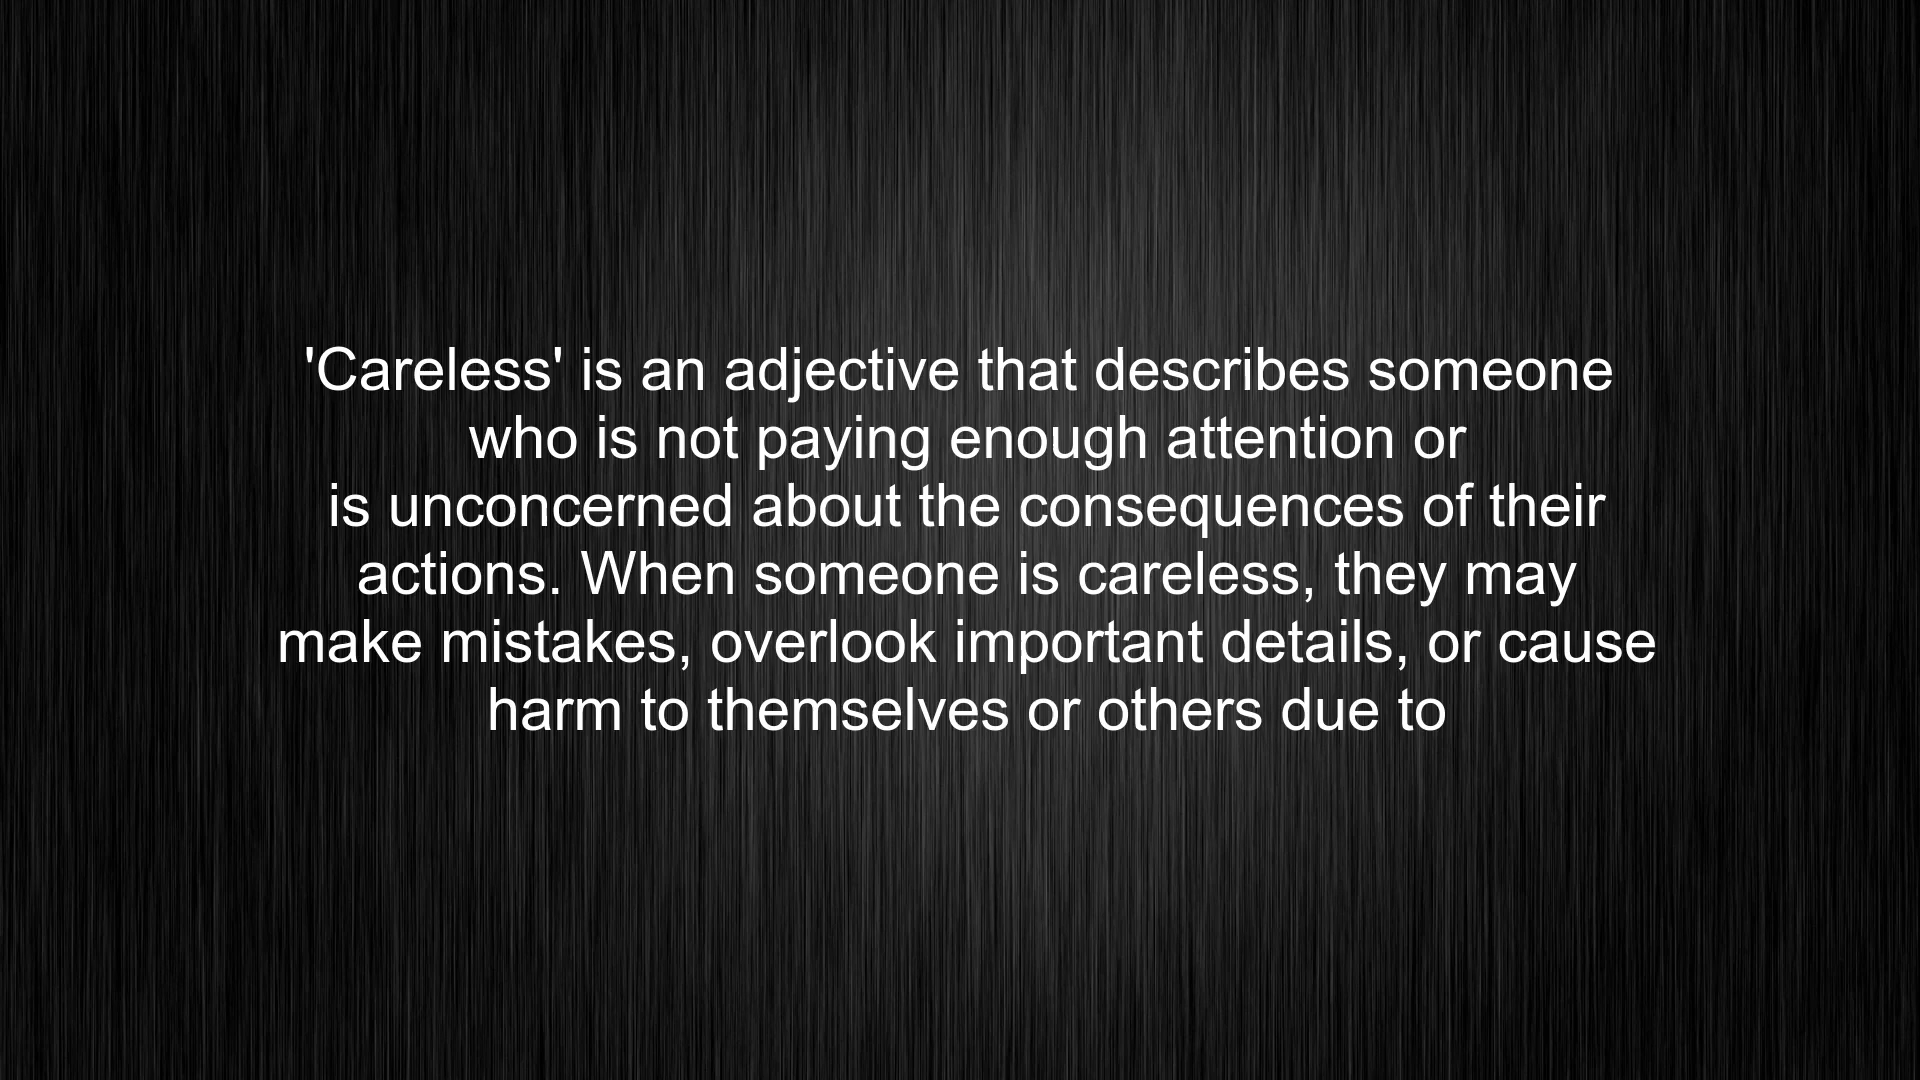 'Careless' is an adjective that describes someone
who is not paying enough attention or
is unconcerned about the consequences of their
actions. When someone is careless, they may
make mistakes, overlook important details, or cause
harm to themselves or others due to